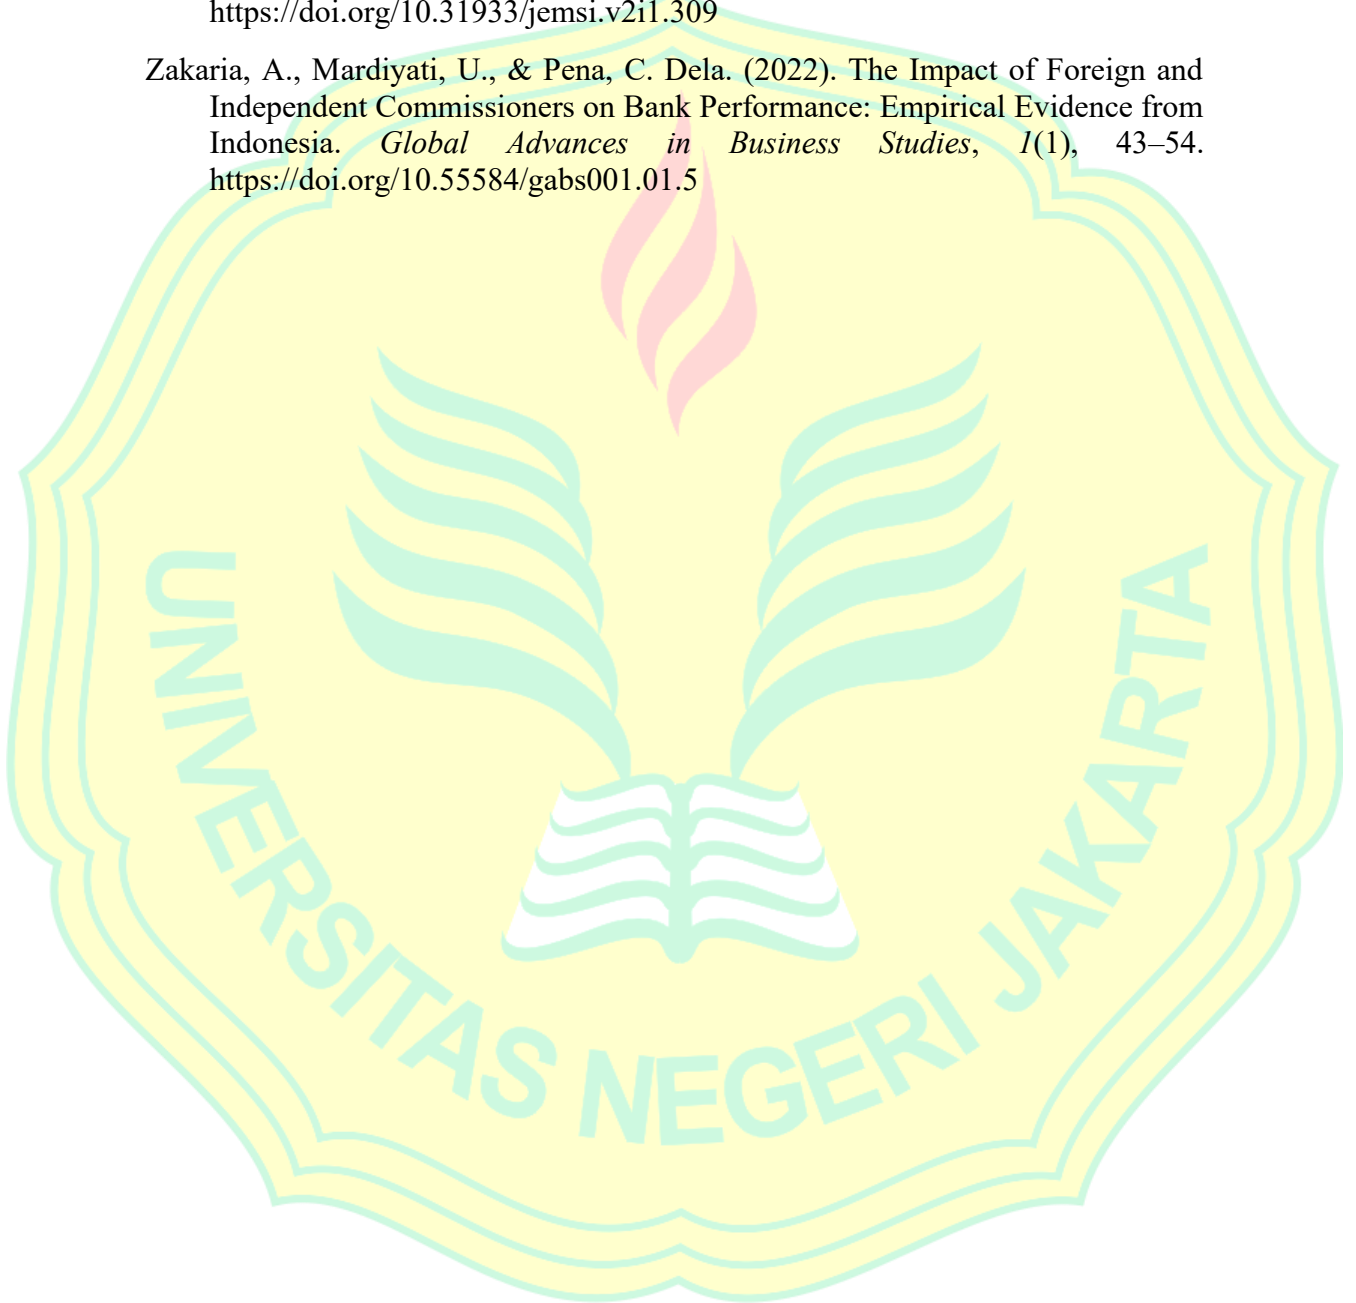 https://doi.org/10.31933/jemsi.v2i1.309
Zakaria, A., Mardiyati, U., & Pena, C. Dela. (2022). The Impact of Foreign and
Independent Commissioners on Bank Performance: Empirical Evidence from
Indonesia. Global Advances in Business Studies, 1(1), 43–54.
https://doi.org/10.55584/gabs001.01.5
UNIVERSITAS NEGERI JAKARTA